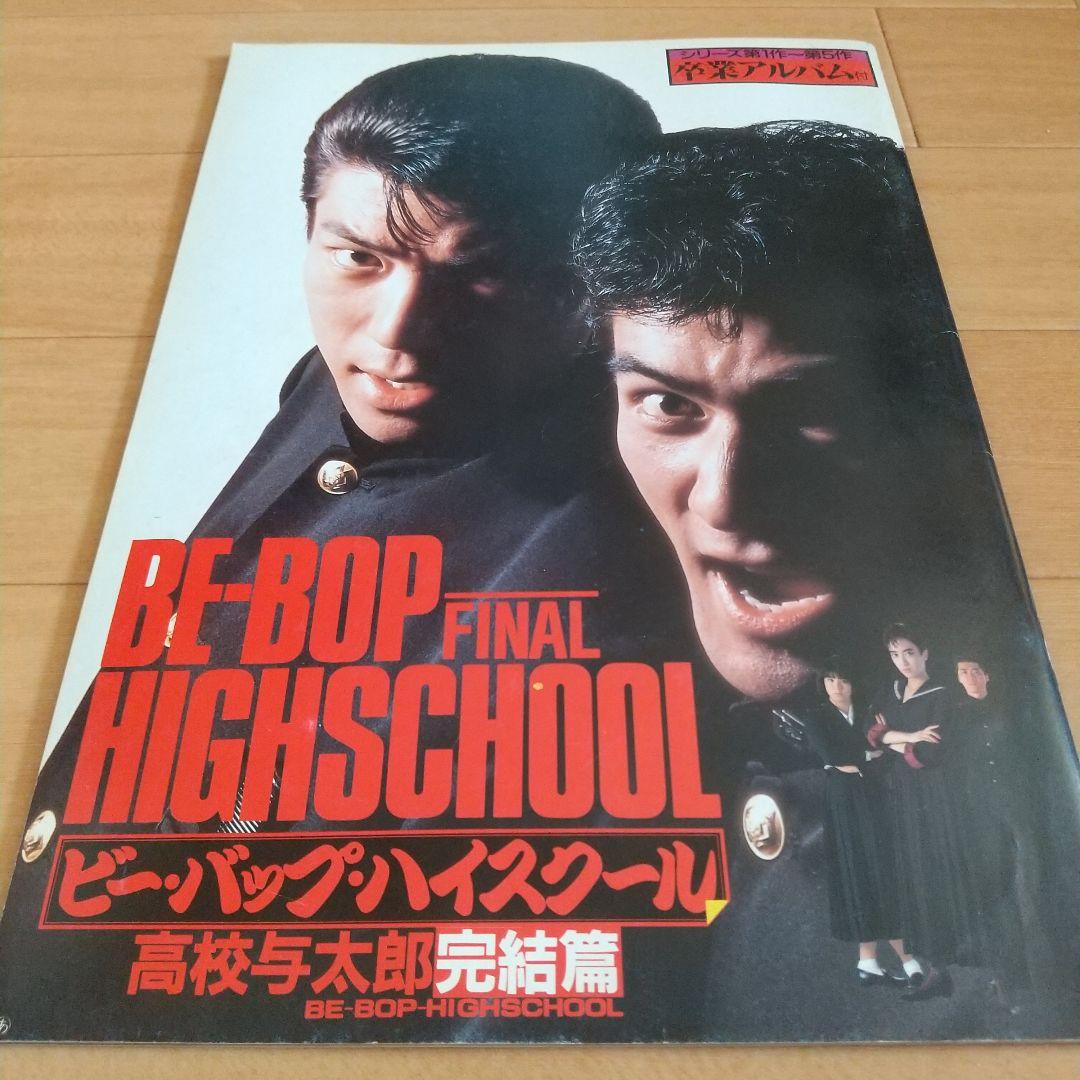 シリーズ第1作〜第5作
卒業アルバム付
BE-BOP
FINAL
HIGHSCHOOL
ビー・バップ・ハイスクール
高校与太郎完結篇
BE-BOP-HIGHSCHOOL
あ